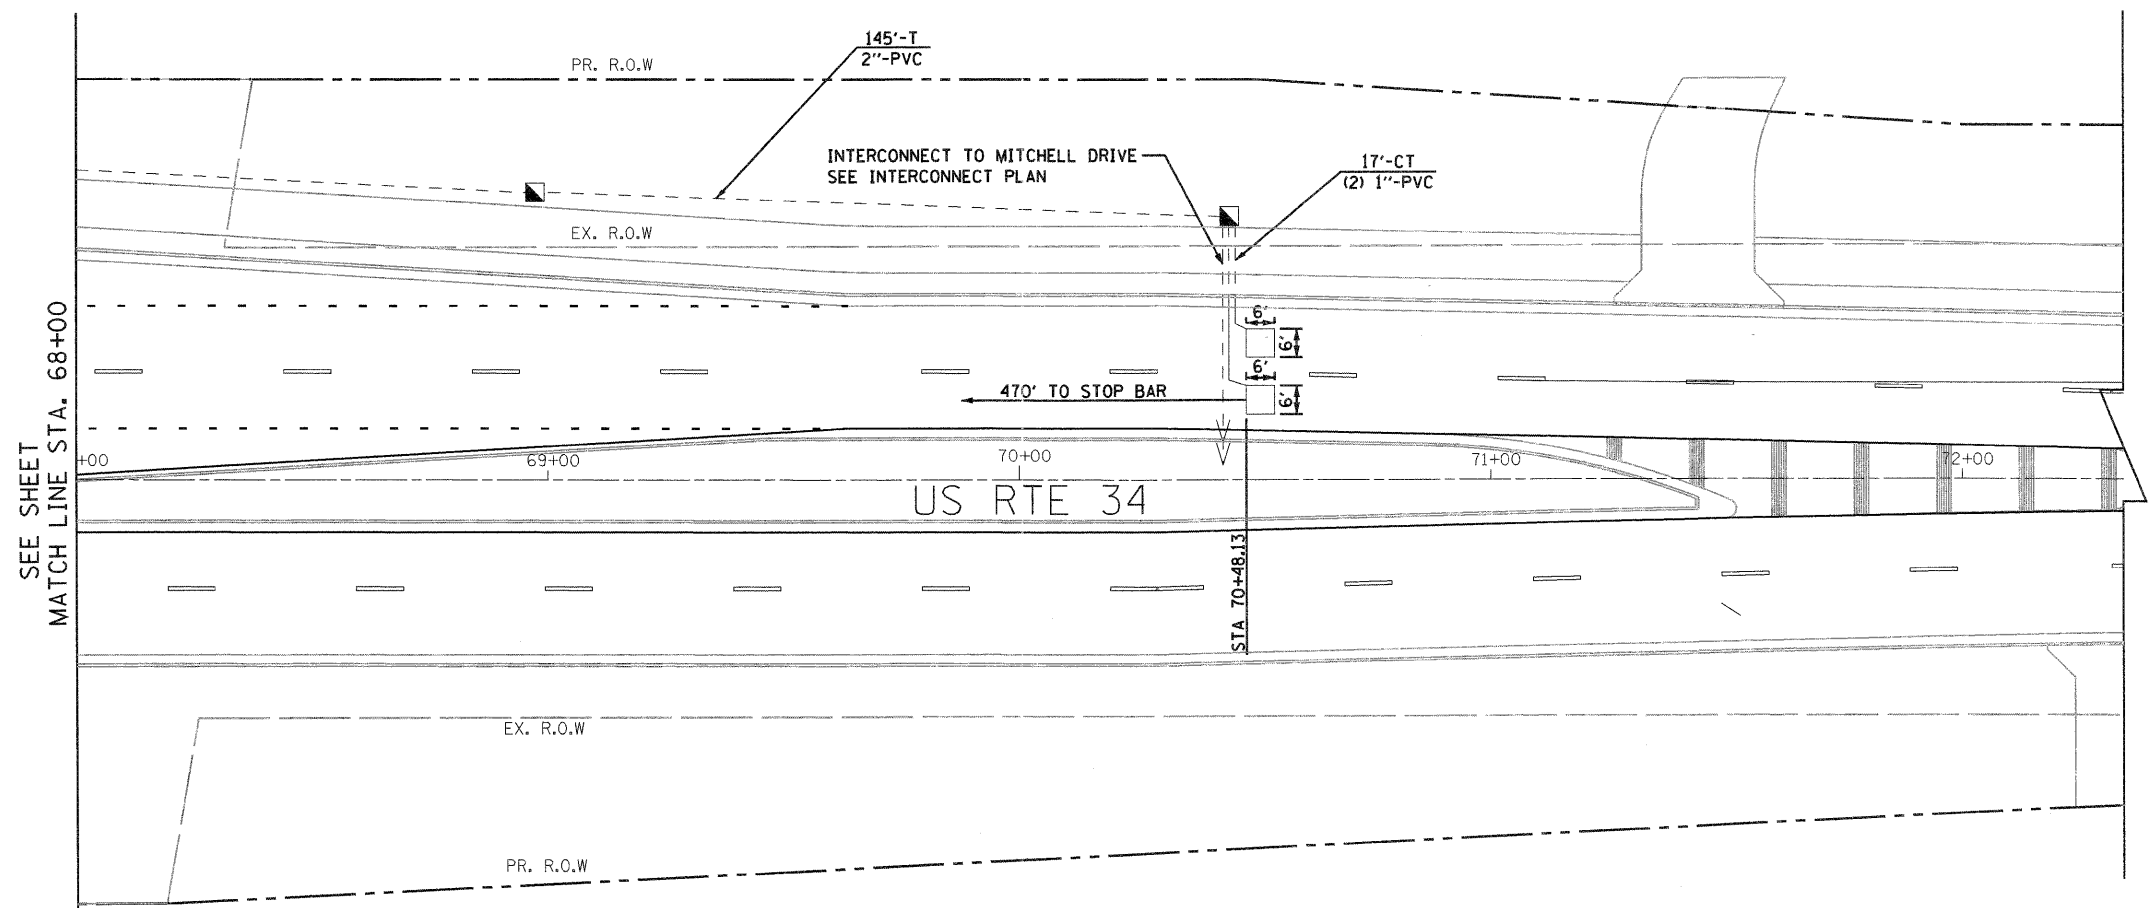 145'-T
2"-PVC
PR. R.O.W
INTERCONNECT TO MITCHELL DRIVE
SEE INTERCONNECT PLAN
17'-CT
(2) 1"-PVC
EX. R.O.W
6'
6'
6'
6'
470' TO STOP BAR
SEE SHEET
MATCH LINE STA. 68+00
+00
69+00
70+00
71+00
72+00
US RTE 34
STA 70+48.13
EX. R.O.W
PR. R.O.W